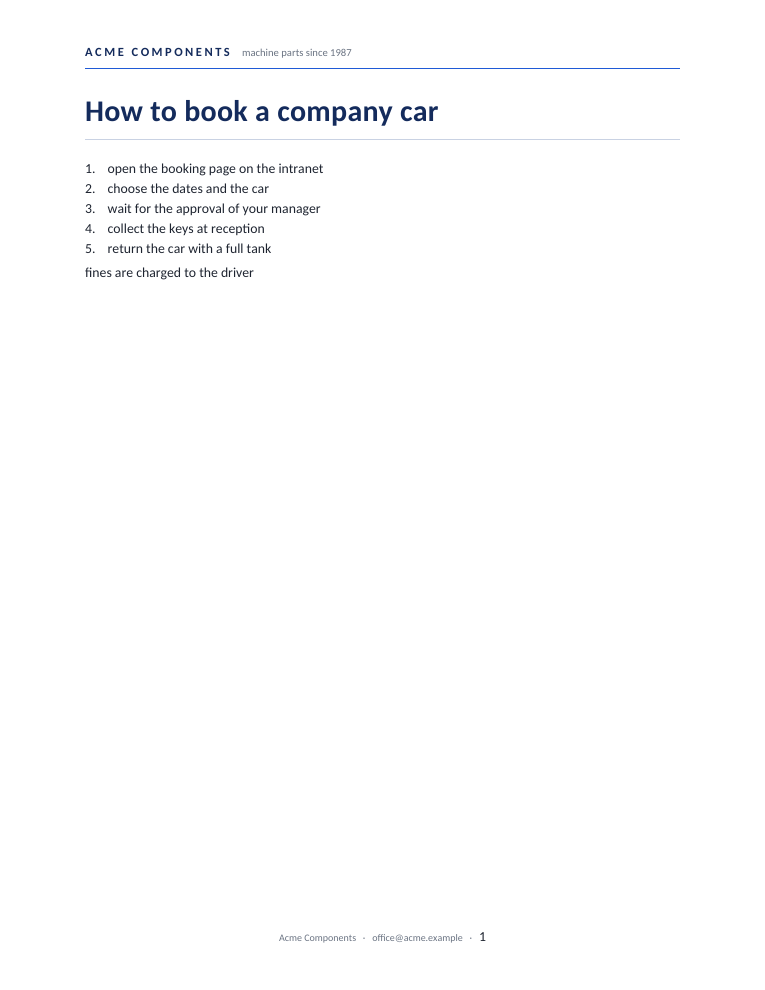 ACME COMPONENTS machine parts since 1987
How to book a company car
1. open the booking page on the intranet
2. choose the dates and the car
3. wait for the approval of your manager
4. collect the keys at reception
5. return the car with a full tank
fines are charged to the driver
Acme Components · office@acme.example · 1